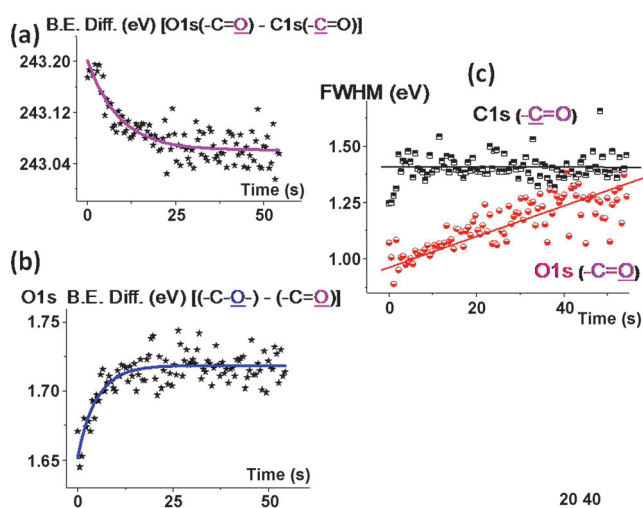 (a)
B.E. Diff. (eV) [O1s(-C=O) - C1s(-C=O)]
243.20
243.12
243.04
Time (s)
0 25 50
(b)
O1s B.E. Diff. (eV) [(-C-O-) - (-C=O)]
1.75
1.70
1.65
Time (s)
0 25 50
(c)
FWHM (eV)
C1s (-C=O)
1.50
1.25
1.00
O1s (-C=O)
0 20 40
Time (s)
20 40